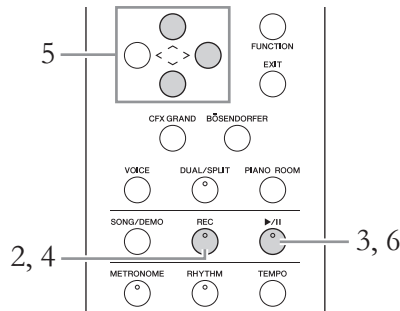 5
< >
FUNCTION
EXIT
CFX GRAND BÖSENDORFER
VOICE DUAL/SPLIT PIANO ROOM
SONG/DEMO REC ►/II
2, 4
3, 6
METRONOME RHYTHM TEMPO